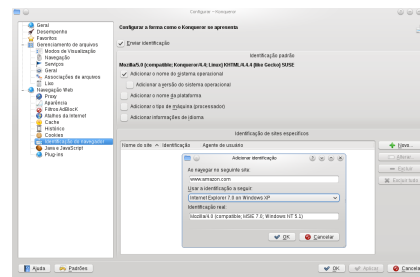 Configurar - Konqueror
Geral
Desempenho
Favoritos
Gerenciamento de arquivos
Modos de Visualização
Navegação
Serviços
Geral
Associações de arquivos
Lixo
Navegação Web
Proxy
Aparência
Filtros AdBlocK
Atalhos da Internet
Cache
Histórico
Cookies
Identificação do navegador
Java e JavaScript
Plug-ins
Configurar a forma como o Konqueror se apresenta
Enviar identificação
Identificação padrão
Mozilla/5.0 (compatible; Konqueror/4.4; Linux) KHTML/4.4.4 (like Gecko) SUSE
Adicionar o nome do sistema operacional
Adicionar a versão do sistema operacional
Adicionar o nome da plataforma
Adicionar o tipo de máquina (processador)
Adicionar informações de idioma
Identificação de sites específicos
Nome do site Identificação Agente do usuário
Novo...
Alterar...
Excluir
Excluir tudo
Adicionar identificação
Ao navegar no seguinte site:
www.amazon.com
Usar a identificação a seguir:
Internet Explorer 7.0 on Windows XP
Identificação real:
Mozilla/4.0 (compatible; MSIE 7.0; Windows NT 5.1)
OK Cancelar
Ajuda Padrões OK Aplicar Cancelar